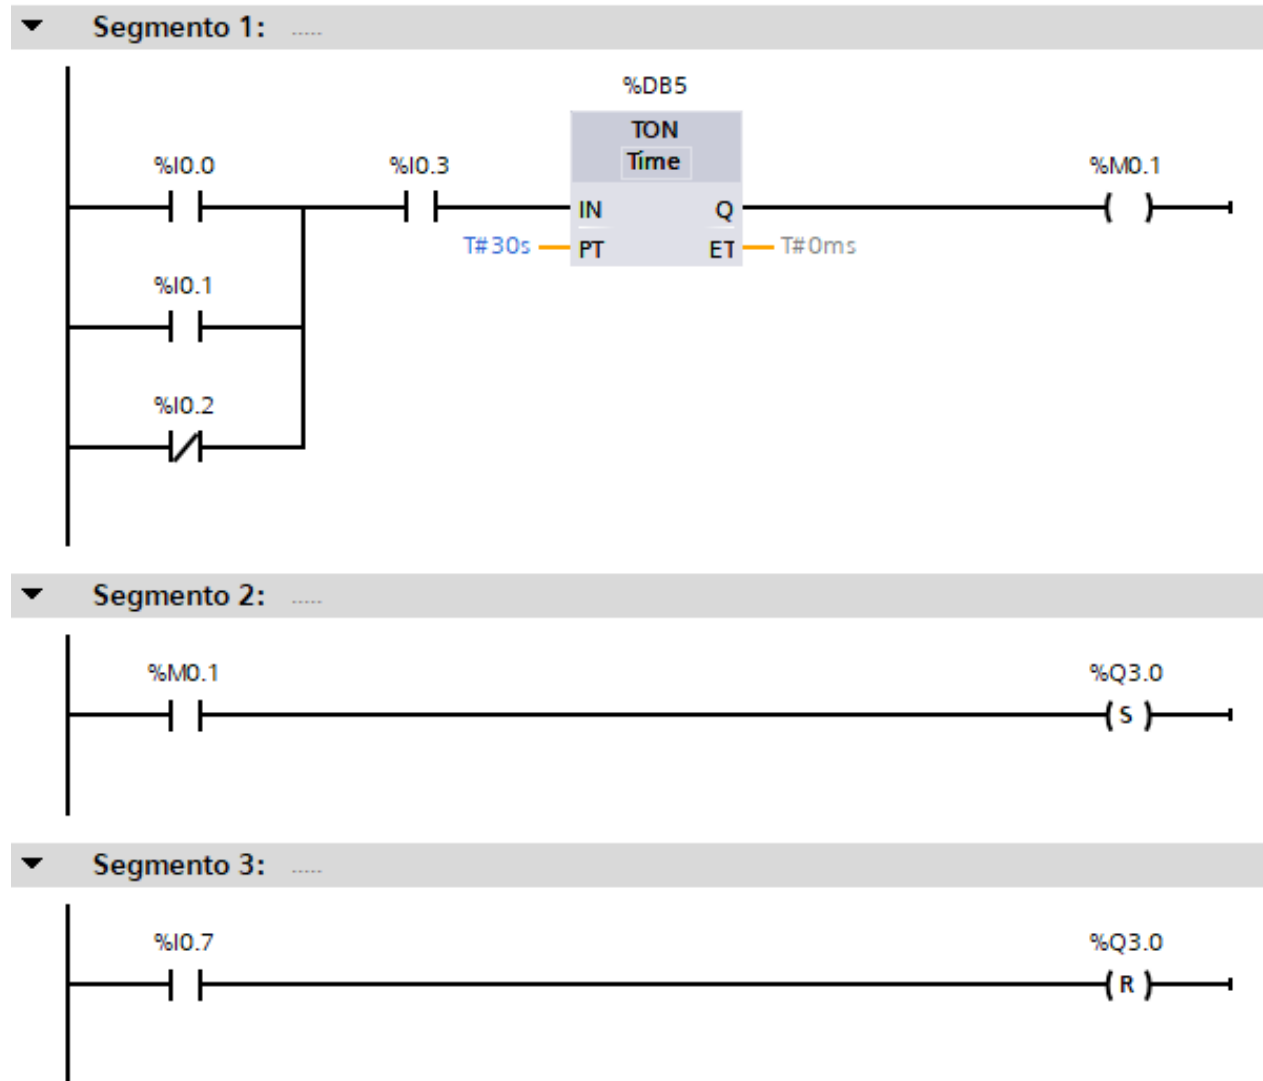 Segmento 1: .....
%DB5
TON
Time
%I0.0 %I0.3 %M0.1
IN Q
T#30s PT ET T#0ms
%I0.1
%I0.2
Segmento 2: .....
%M0.1 %Q3.0
S
Segmento 3: .....
%I0.7 %Q3.0
R